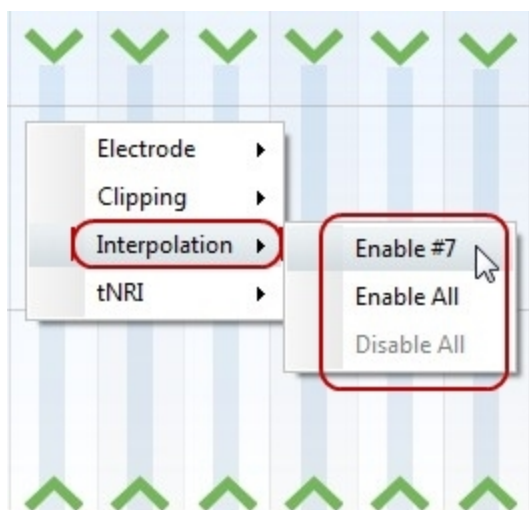 Electrode
Clipping
Interpolation
tNRI
Enable #7
Enable All
Disable All